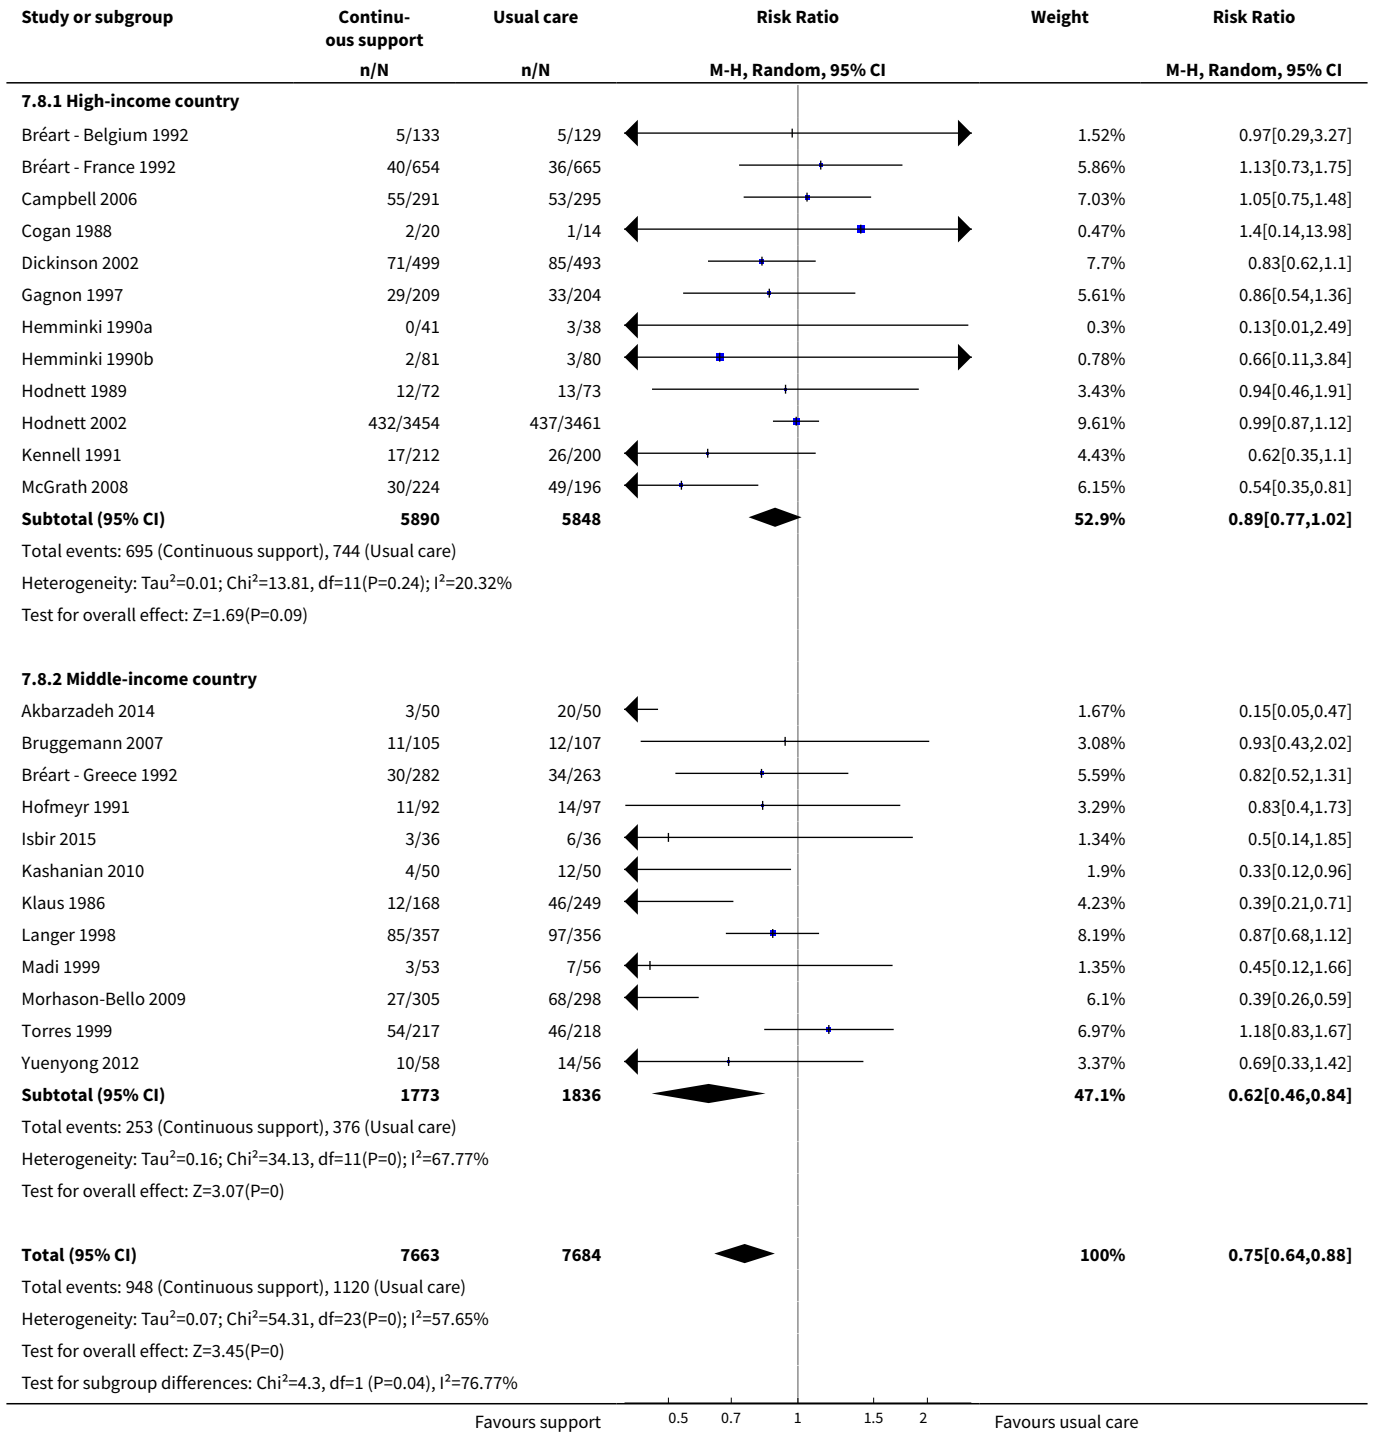 Study or subgroup Continu- Usual care Risk Ratio Weight Risk Ratio
ous support
n/N n/N M-H, Random, 95% CI M-H, Random, 95% CI
7.8.1 High-income country
Bréart - Belgium 1992 5/133 5/129 1.52% 0.97[0.29,3.27]
Bréart - France 1992 40/654 36/665 5.86% 1.13[0.73,1.75]
Campbell 2006 55/291 53/295 7.03% 1.05[0.75,1.48]
Cogan 1988 2/20 1/14 0.47% 1.4[0.14,13.98]
Dickinson 2002 71/499 85/493 7.7% 0.83[0.62,1.1]
Gagnon 1997 29/209 33/204 5.61% 0.86[0.54,1.36]
Hemminki 1990a 0/41 3/38 0.3% 0.13[0.01,2.49]
Hemminki 1990b 2/81 3/80 0.78% 0.66[0.11,3.84]
Hodnett 1989 12/72 13/73 3.43% 0.94[0.46,1.91]
Hodnett 2002 432/3454 437/3461 9.61% 0.99[0.87,1.12]
Kennell 1991 17/212 26/200 4.43% 0.62[0.35,1.1]
McGrath 2008 30/224 49/196 6.15% 0.54[0.35,0.81]
Subtotal (95% CI) 5890 5848 52.9% 0.89[0.77,1.02]
Total events: 695 (Continuous support), 744 (Usual care)
Heterogeneity: Tau²=0.01; Chi²=13.81, df=11(P=0.24); I²=20.32%
Test for overall effect: Z=1.69(P=0.09)
7.8.2 Middle-income country
Akbarzadeh 2014 3/50 20/50 1.67% 0.15[0.05,0.47]
Bruggemann 2007 11/105 12/107 3.08% 0.93[0.43,2.02]
Bréart - Greece 1992 30/282 34/263 5.59% 0.82[0.52,1.31]
Hofmeyr 1991 11/92 14/97 3.29% 0.83[0.4,1.73]
Isbir 2015 3/36 6/36 1.34% 0.5[0.14,1.85]
Kashanian 2010 4/50 12/50 1.9% 0.33[0.12,0.96]
Klaus 1986 12/168 46/249 4.23% 0.39[0.21,0.71]
Langer 1998 85/357 97/356 8.19% 0.87[0.68,1.12]
Madi 1999 3/53 7/56 1.35% 0.45[0.12,1.66]
Morhason-Bello 2009 27/305 68/298 6.1% 0.39[0.26,0.59]
Torres 1999 54/217 46/218 6.97% 1.18[0.83,1.67]
Yuenyong 2012 10/58 14/56 3.37% 0.69[0.33,1.42]
Subtotal (95% CI) 1773 1836 47.1% 0.62[0.46,0.84]
Total events: 253 (Continuous support), 376 (Usual care)
Heterogeneity: Tau²=0.16; Chi²=34.13, df=11(P=0); I²=67.77%
Test for overall effect: Z=3.07(P=0)
Total (95% CI) 7663 7684 100% 0.75[0.64,0.88]
Total events: 948 (Continuous support), 1120 (Usual care)
Heterogeneity: Tau²=0.07; Chi²=54.31, df=23(P=0); I²=57.65%
Test for overall effect: Z=3.45(P=0)
Test for subgroup differences: Chi²=4.3, df=1 (P=0.04), I²=76.77%
Favours support 0.5 0.7 1 1.5 2 Favours usual care